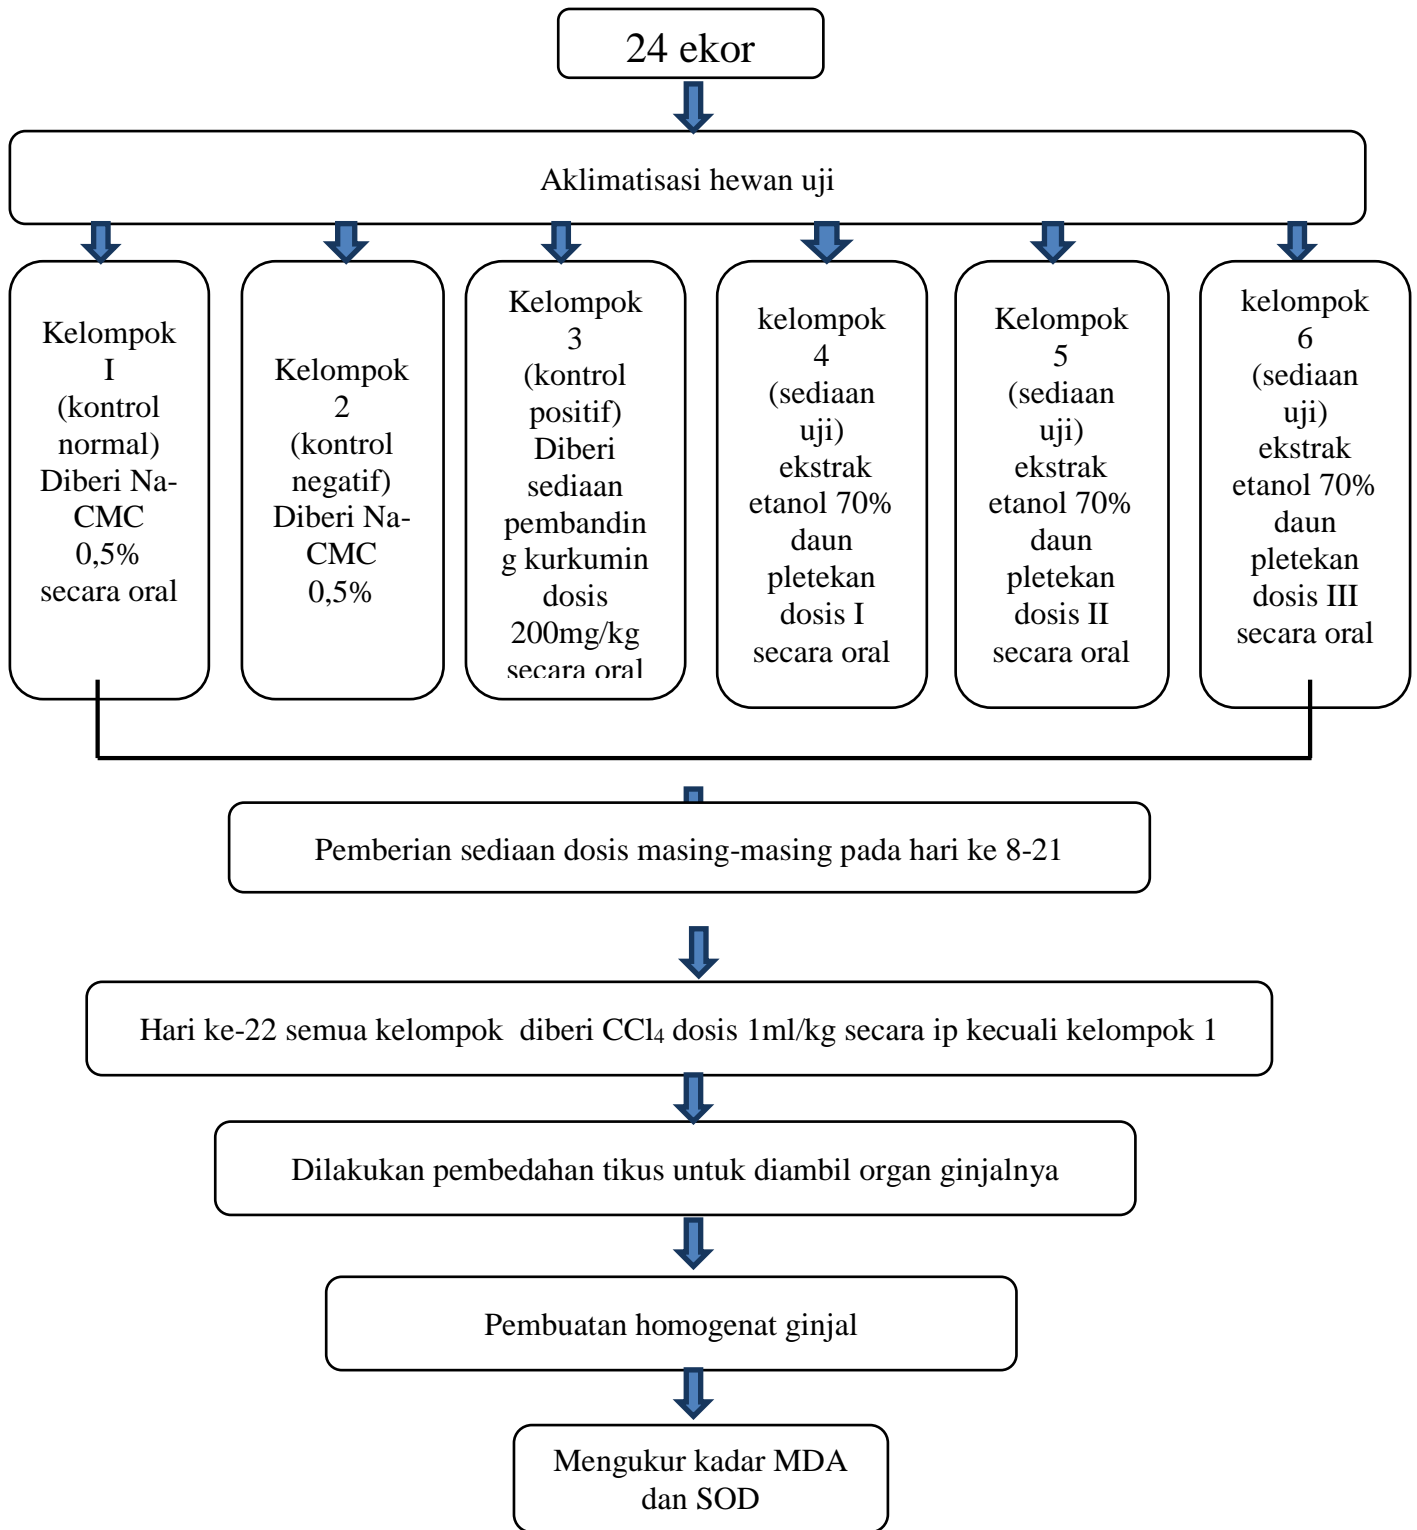 24 ekor
Aklimatisasi hewan uji
Kelompok
I
(kontrol
normal)
Diberi Na-
CMC
0,5%
secara oral
Kelompok
2
(kontrol
negatif)
Diberi Na-
CMC
0,5%
Kelompok
3
(kontrol
positif)
Diberi
sediaan
pembandin
g kurkumin
dosis
200mg/kg
secara oral
kelompok
4
(sediaan
uji)
ekstrak
etanol 70%
daun
pletekan
dosis I
secara oral
Kelompok
5
(sediaan
uji)
ekstrak
etanol 70%
daun
pletekan
dosis II
secara oral
kelompok
6
(sediaan
uji)
ekstrak
etanol 70%
daun
pletekan
dosis III
secara oral
Pemberian sediaan dosis masing-masing pada hari ke 8-21
Hari ke-22 semua kelompok diberi CCl₄ dosis 1ml/kg secara ip kecuali kelompok 1
Dilakukan pembedahan tikus untuk diambil organ ginjalnya
Pembuatan homogenat ginjal
Mengukur kadar MDA
dan SOD